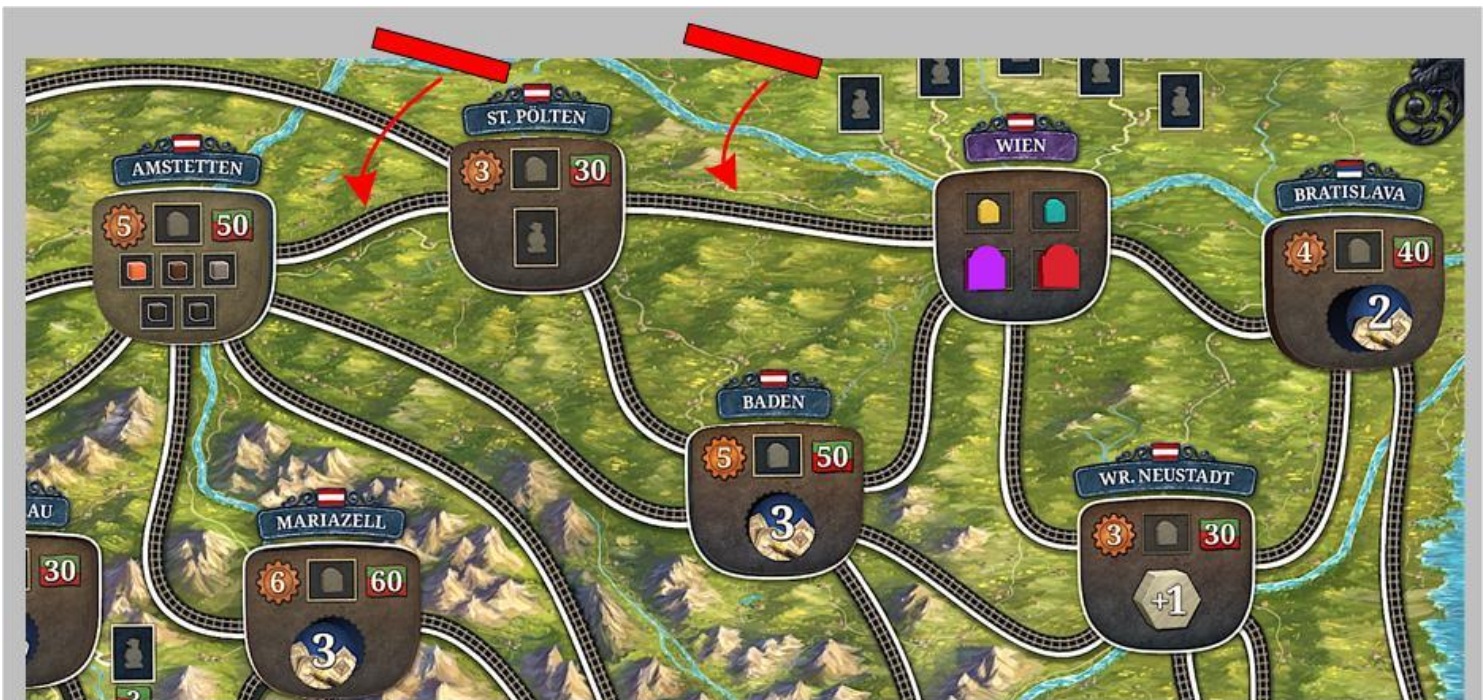 ST. PÖLTEN
3 30
WIEN
AMSTETTEN
5 50
BRATISLAVA
4 40
2
BADEN
5 50
3
WR. NEUSTADT
3 30
+1
AU
30
MARIAZELL
6 60
3